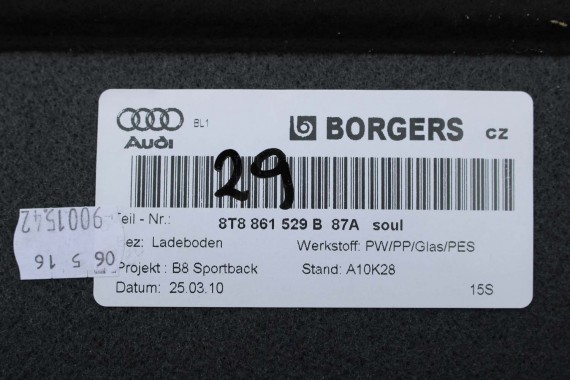 BL1
Audi
BORGERS cz
29
Teil - Nr.: 8T8 861 529 B 87A soul
Bez: Ladeboden Werkstoff: PW/PP/Glas/PES
Projekt : B8 Sportback Stand: A10K28
Datum: 25.03.10 15S
9001542
06 5 16